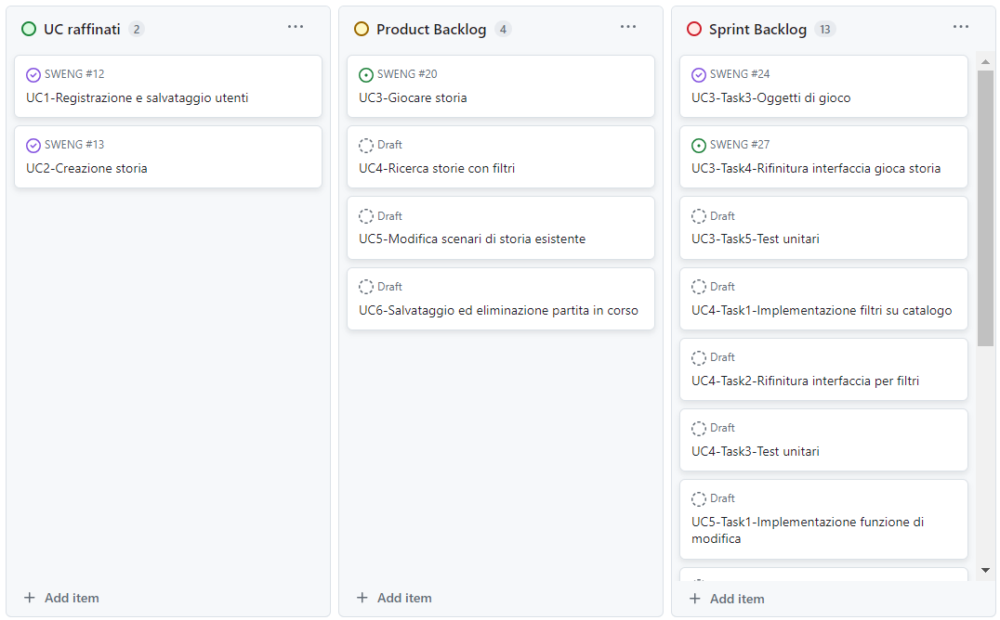 UC raffinati 2
SWENG #12
UC1-Registrazione e salvataggio utenti
SWENG #13
UC2-Creazione storia
+ Add item
Product Backlog 4
SWENG #20
UC3-Giocare storia
Draft
UC4-Ricerca storie con filtri
Draft
UC5-Modifica scenari di storia esistente
Draft
UC6-Salvataggio ed eliminazione partita in corso
+ Add item
Sprint Backlog 13
SWENG #24
UC3-Task3-Oggetti di gioco
SWENG #27
UC3-Task4-Rifinitura interfaccia gioca storia
Draft
UC3-Task5-Test unitari
Draft
UC4-Task1-Implementazione filtri su catalogo
Draft
UC4-Task2-Rifinitura interfaccia per filtri
Draft
UC4-Task3-Test unitari
Draft
UC5-Task1-Implementazione funzione di
modifica
+ Add item